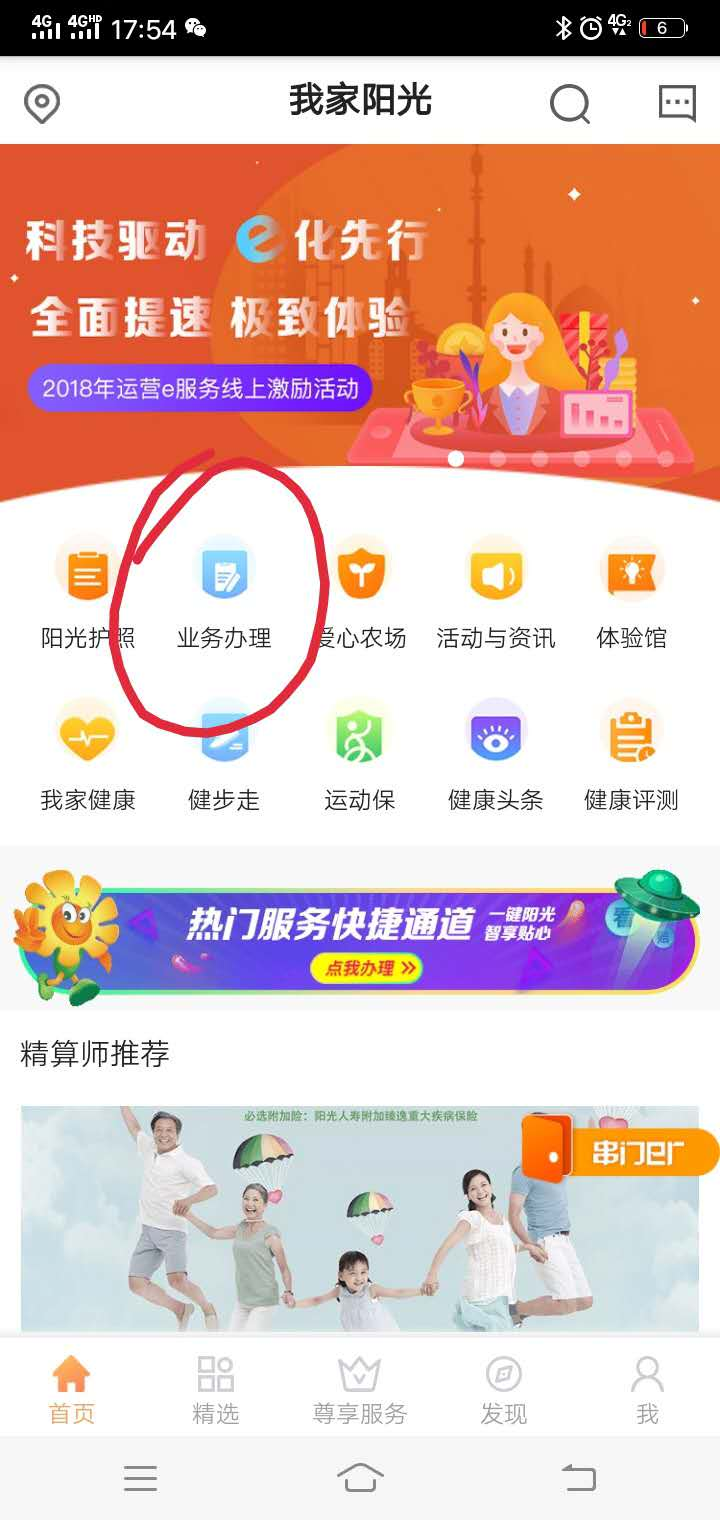 4G 4GHD 17:54 4G2 6
我家阳光
科技驱动 e化先行
全面提速 极致体验
2018年运营e服务线上激励活动
阳光护照 业务办理 爱心农场 活动与资讯 体验馆
我家健康 健步走 运动保 健康头条 健康评测
热门服务快捷通道 一键阳光
智享贴心
看
点我办理
精算师推荐
必选附加险：阳光人寿附加臻逸重大疾病保险
串门巴厂
首页 精选 尊享服务 发现 我